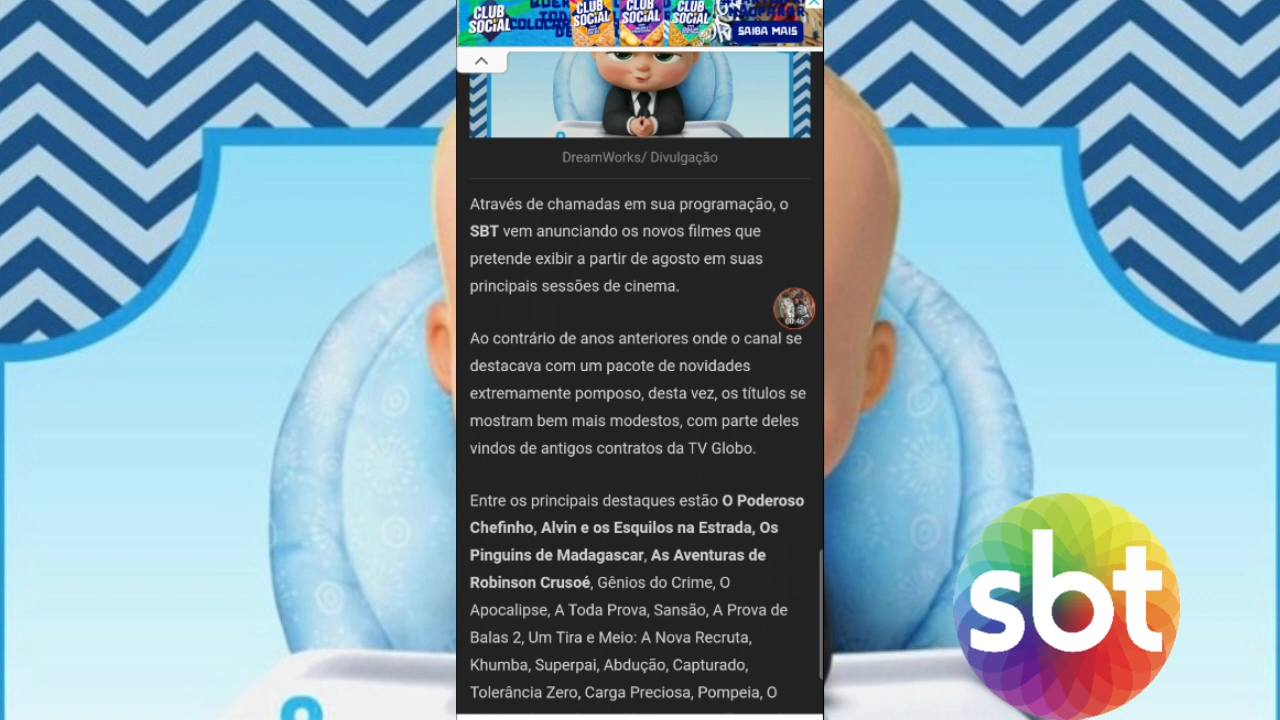 CLUB
SOCIAL
CLUB
SOCIAL
CLUB
SOCIAL
CLUB
SOCIAL
SAIBA MAIS
DreamWorks/ Divulgação
Através de chamadas em sua programação, o
SBT vem anunciando os novos filmes que
pretende exibir a partir de agosto em suas
principais sessões de cinema.
00:46
Ao contrário de anos anteriores onde o canal se
destacava com um pacote de novidades
extremamente pomposo, desta vez, os títulos se
mostram bem mais modestos, com parte deles
vindos de antigos contratos da TV Globo.
Entre os principais destaques estão O Poderoso
Chefinho, Alvin e os Esquilos na Estrada, Os
Pinguins de Madagascar, As Aventuras de
Robinson Crusoé, Gênios do Crime, O
Apocalipse, A Toda Prova, Sansão, A Prova de
Balas 2, Um Tira e Meio: A Nova Recruta,
Khumba, Superpai, Abdução, Capturado,
Tolerância Zero, Carga Preciosa, Pompeia, O
sbt